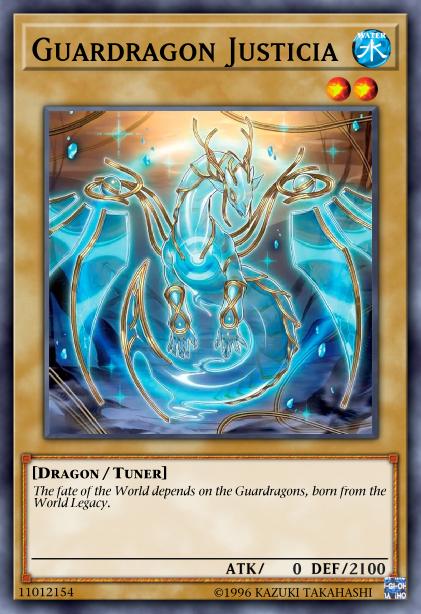 GUARDRAGON JUSTICIA
WATER
水
[DRAGON / TUNER]
The fate of the World depends on the Guardragons, born from the
World Legacy.
ATK/ 0 DEF/2100
11012154
©1996 KAZUKI TAKAHASHI